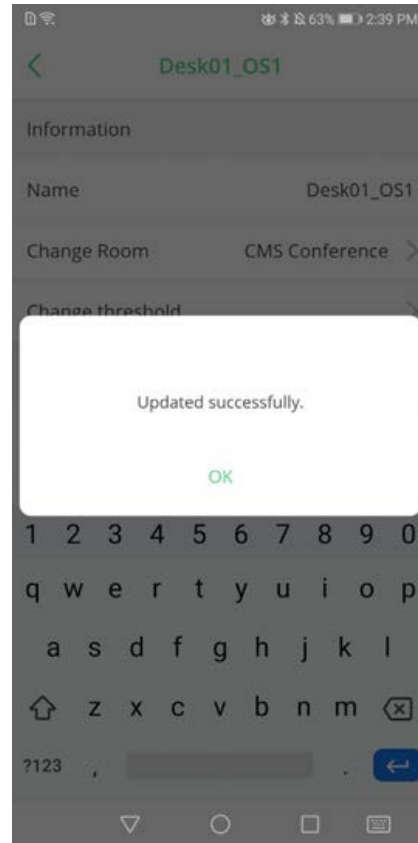 63% 2:39 PM
Desk01_OS1
Information
Name Desk01_OS1
Change Room CMS Conference >
Change threshold >
Updated successfully.
OK
1 2 3 4 5 6 7 8 9 0
q w e r t y u i o p
a s d f g h j k l
z x c v b n m
?123 , .